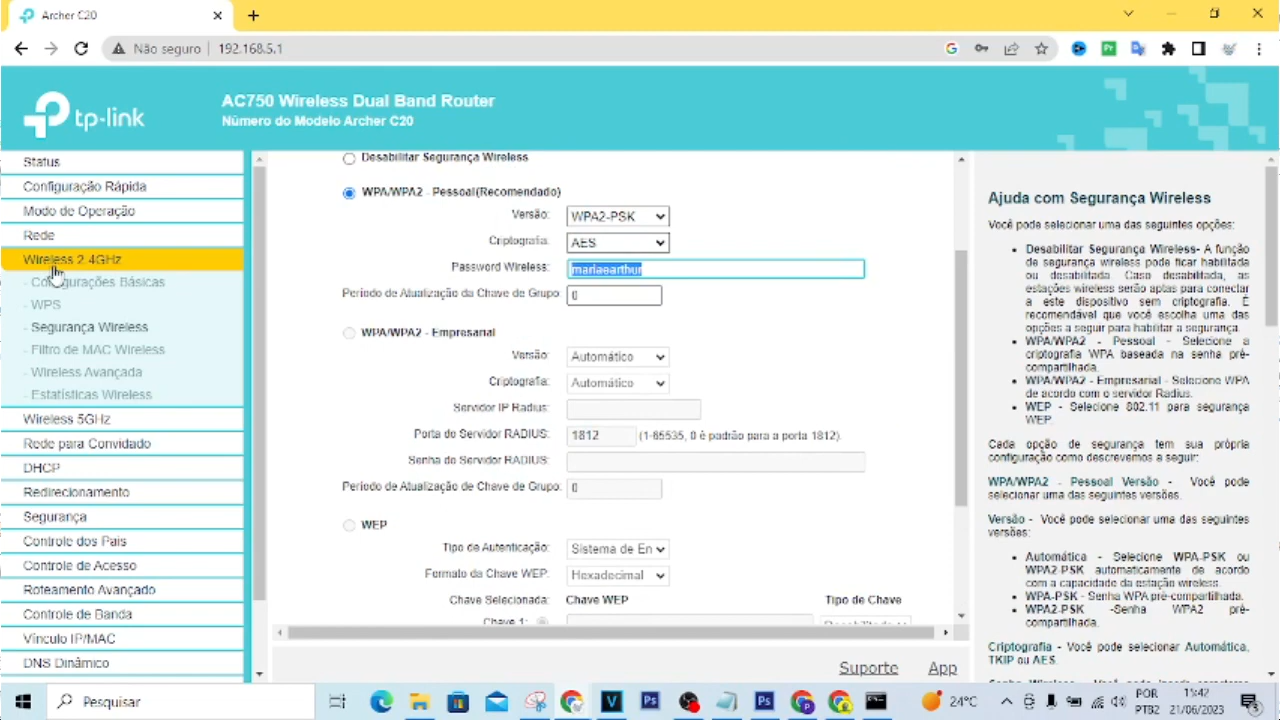 Archer C20
Não seguro
192.168.5.1
tp-link
AC750 Wireless Dual Band Router
Número do Modelo Archer C20
Status
Configuração Rápida
Modo de Operação
Rede
Wireless 2.4GHz
- Configurações Básicas
- WPS
- Segurança Wireless
- Filtro de MAC Wireless
- Wireless Avançada
- Estatísticas Wireless
Wireless 5GHz
Rede para Convidado
DHCP
Redirecionamento
Segurança
Controle dos Pais
Controle de Acesso
Roteamento Avançado
Controle de Banda
Vínculo IP/MAC
DNS Dinâmico
Desabilitar Segurança Wireless
WPA/WPA2 - Pessoal(Recomendado)
Versão: WPA2-PSK
Criptografia: AES
Password Wireless: mariaearthur
Período de Atualização da Chave de Grupo: 0
WPA/WPA2 - Empresarial
Versão: Automático
Criptografia: Automático
Servidor IP Radius:
Porta do Servidor RADIUS: 1812 (1-65535, 0 é padrão para a porta 1812).
Senha do Servidor RADIUS:
Período de Atualização de Chave de Grupo: 0
WEP
Tipo de Autenticação: Sistema de En
Formato da Chave WEP: Hexadecimal
Chave Selecionada: Chave WEP Tipo de Chave
Chave 1:
Suporte App
Ajuda com Segurança Wireless
Você pode selecionar uma das seguintes opções:
• Desabilitar Segurança Wireless- A função
de segurança wireless pode ficar habilitada
ou desabilitada. Caso desabilitada, as
estações wireless serão aptas para conectar
a este dispositivo sem criptografia. É
recomendável que você escolha uma das
opções a seguir para habilitar a segurança.
• WPA/WPA2 - Pessoal - Selecione a
criptografia WPA baseada na senha pré-
compartilhada.
• WPA/WPA2 - Empresarial - Selecione WPA
de acordo com o servidor Radius.
• WEP - Selecione 802.11 para segurança
WEP.
Cada opção de segurança tem sua própria
configuração como descrevemos a seguir:
WPA/WPA2 - Pessoal Versão - Você pode
selecionar uma das seguintes versões.
Versão - Você pode selecionar uma das seguintes
versões:
• Automática - Selecione WPA-PSK ou
WPA2-PSK automaticamente de acordo
com a capacidade da estação wireless.
• WPA-PSK - Senha WPA pré-compartilhada.
• WPA2-PSK -Senha WPA2 pré-
compartilhada.
Criptografia - Você pode selecionar Automática,
TKIP ou AES.
Pesquisar
24°C
POR
PTB2
15:42
21/06/2023